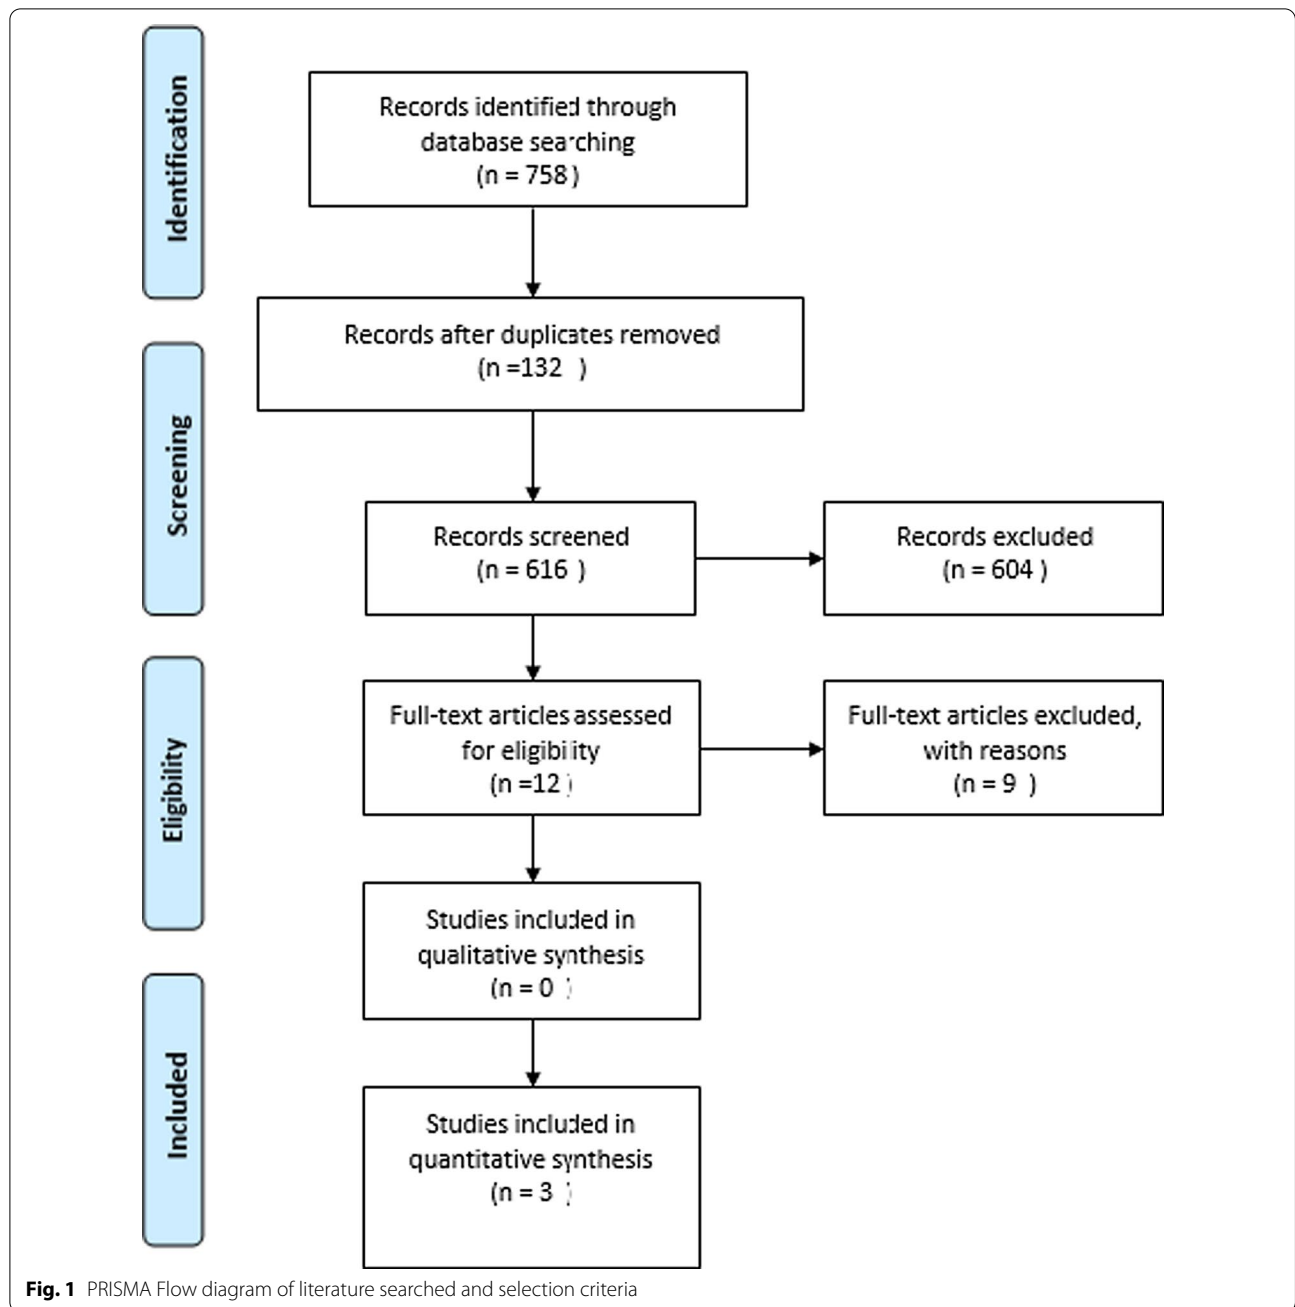 Identification
Records identified through
database searching
(n = 758)
Records after duplicates removed
(n =132 )
Screening
Records screened
(n = 616 )
Records excluded
(n = 604 )
Eligibility
Full-text articles assessed
for eligibility
(n =12 )
Full-text articles excluded,
with reasons
(n = 9 )
Studies included in
qualitative synthesis
(n = 0 )
Included
Studies included in
quantitative synthesis
(n = 3 )
Fig. 1 PRISMA Flow diagram of literature searched and selection criteria